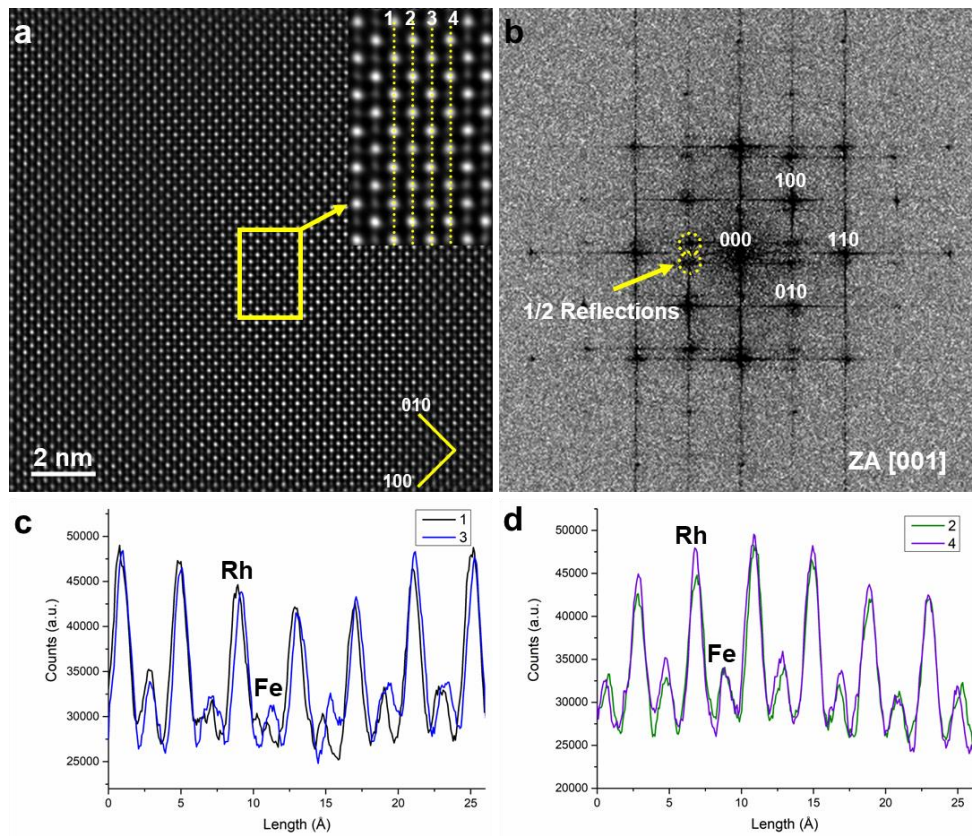 a
1 2 3 4
010
100
2 nm
b
100
000
110
010
1/2 Reflections
ZA [001]
c
1
3
Rh
Fe
Counts (a.u.)
50000
45000
40000
35000
30000
25000
0 5 10 15 20 25
Length (Å)
d
2
4
Rh
Fe
Counts (a.u.)
50000
45000
40000
35000
30000
25000
20000
0 5 10 15 20 25
Length (Å)